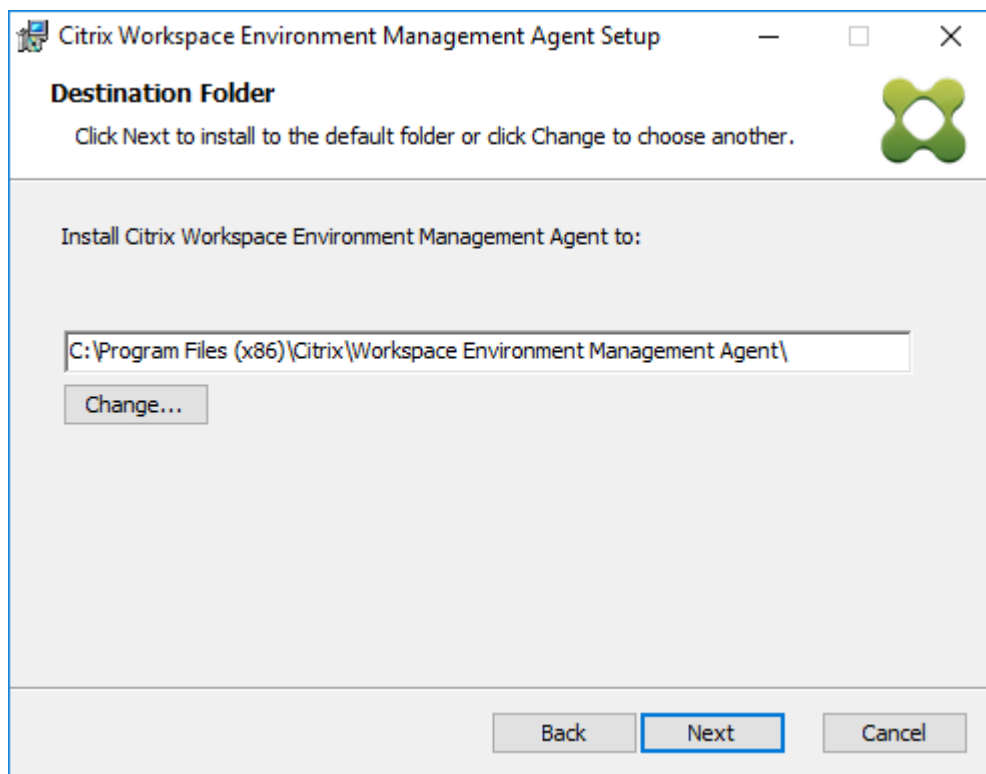 Citrix Workspace Environment Management Agent Setup
Destination Folder
Click Next to install to the default folder or click Change to choose another.
Install Citrix Workspace Environment Management Agent to:
C:\Program Files (x86)\Citrix\Workspace Environment Management Agent\
Change...
Back Next Cancel